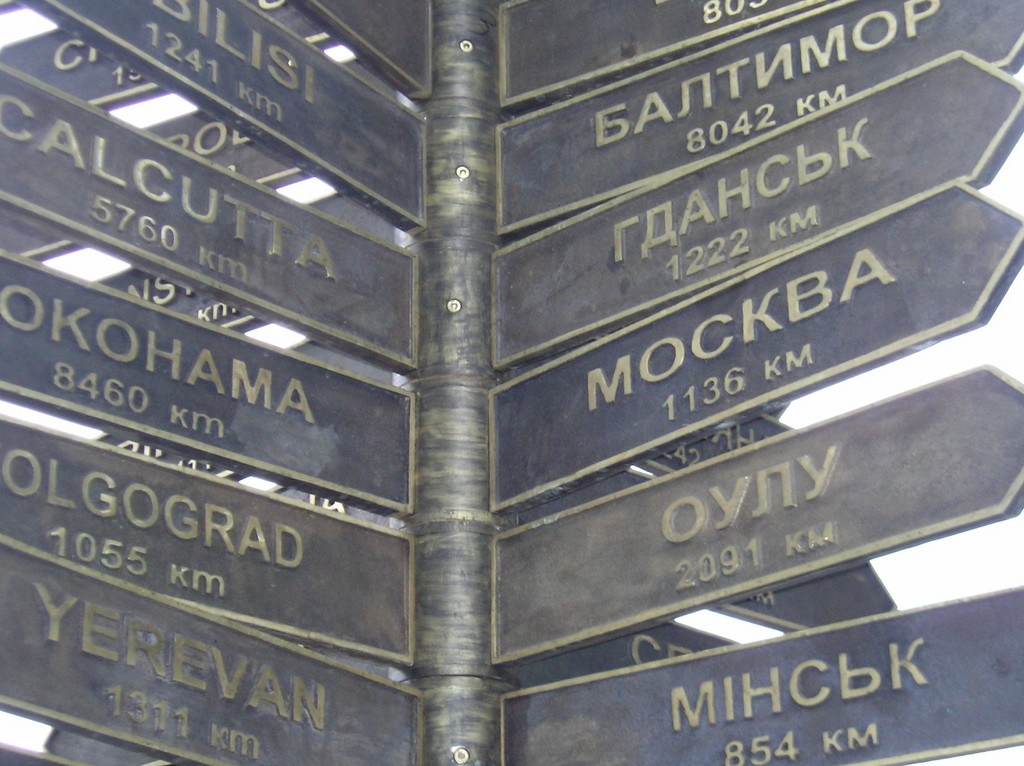 BILISI
1241 km
CALCUTTA
5760 km
OKOHAMA
8460 km
OLGOGRAD
1055 km
YEREVAN
1311 km
БАЛТИМОР
8042 км
ГДАНСЬК
1222 км
МОСКВА
1136 км
ОУЛУ
2091 км
МІНСЬК
854 км